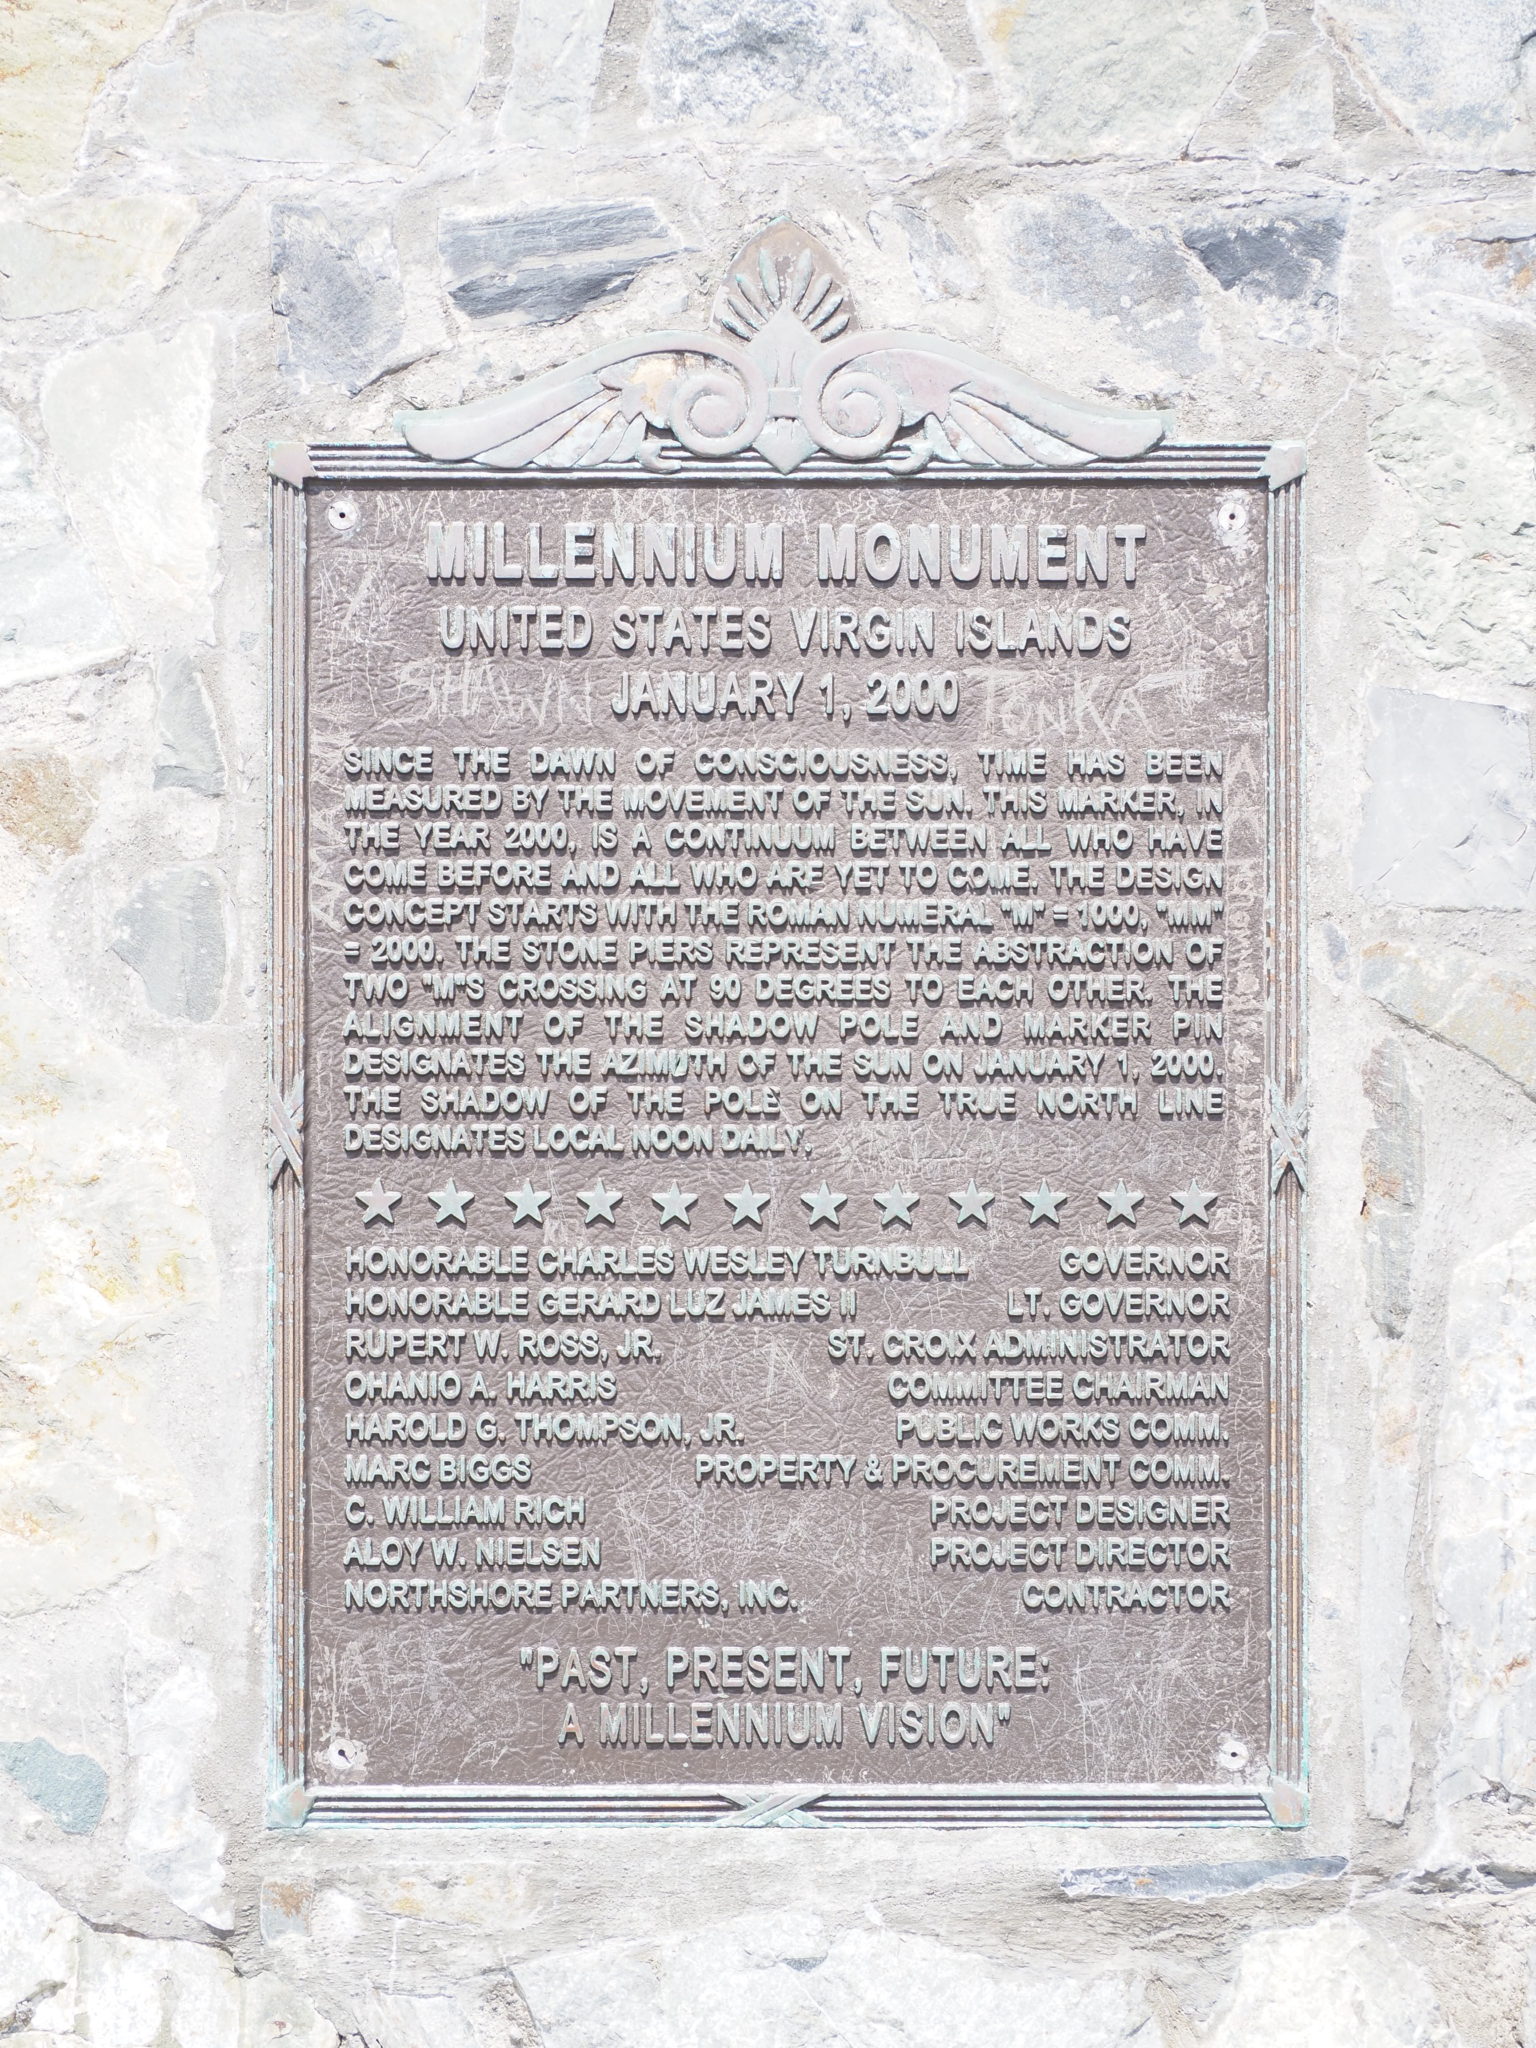 MILLENNIUM MONUMENT
UNITED STATES VIRGIN ISLANDS
SHAWN JANUARY 1, 2000 TONKA
SINCE THE DAWN OF CONSCIOUSNESS, TIME HAS BEEN
MEASURED BY THE MOVEMENT OF THE SUN. THIS MARKER, IN
THE YEAR 2000, IS A CONTINUUM BETWEEN ALL WHO HAVE
COME BEFORE AND ALL WHO ARE YET TO COME. THE DESIGN
CONCEPT STARTS WITH THE ROMAN NUMERAL "M" = 1000, "MM"
= 2000. THE STONE PIERS REPRESENT THE ABSTRACTION OF
TWO "M"S CROSSING AT 90 DEGREES TO EACH OTHER. THE
ALIGNMENT OF THE SHADOW POLE AND MARKER PIN
DESIGNATES THE AZIMUTH OF THE SUN ON JANUARY 1, 2000.
THE SHADOW OF THE POLE ON THE TRUE NORTH LINE
DESIGNATES LOCAL NOON DAILY.
HONORABLE CHARLES WESLEY TURNBULL GOVERNOR
HONORABLE GERARD LUZ JAMES II LT. GOVERNOR
RUPERT W. ROSS, JR. ST. CROIX ADMINISTRATOR
OHANIO A. HARRIS COMMITTEE CHAIRMAN
HAROLD G. THOMPSON, JR. PUBLIC WORKS COMM.
MARC BIGGS PROPERTY & PROCUREMENT COMM.
C. WILLIAM RICH PROJECT DESIGNER
ALOY W. NIELSEN PROJECT DIRECTOR
NORTHSHORE PARTNERS, INC. CONTRACTOR
"PAST, PRESENT, FUTURE:
A MILLENNIUM VISION"